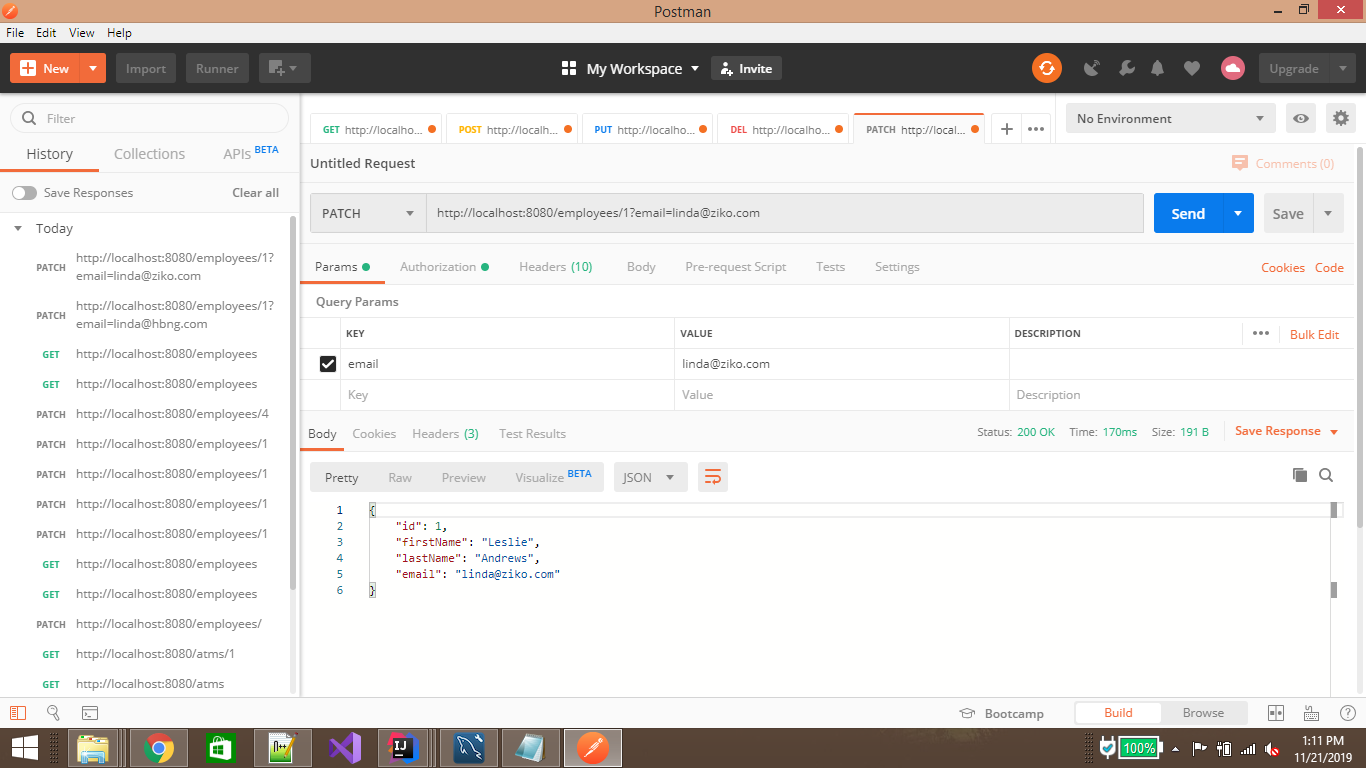 Postman
File Edit View Help
New Import Runner My Workspace Invite Upgrade
Filter
History Collections APIs BETA
Save Responses Clear all
Today
PATCH http://localhost:8080/employees/1?
email=linda@ziko.com
PATCH http://localhost:8080/employees/1?
email=linda@hbng.com
GET http://localhost:8080/employees
GET http://localhost:8080/employees
PATCH http://localhost:8080/employees/4
PATCH http://localhost:8080/employees/1
PATCH http://localhost:8080/employees/1
PATCH http://localhost:8080/employees/1
PATCH http://localhost:8080/employees/1
GET http://localhost:8080/employees
GET http://localhost:8080/employees
PATCH http://localhost:8080/employees/
GET http://localhost:8080/atms/1
GET http://localhost:8080/atms
GET http://localho... POST http://localh... PUT http://localho... DEL http://localho... PATCH http://local... No Environment
Untitled Request Comments (0)
PATCH http://localhost:8080/employees/1?email=linda@ziko.com Send Save
Params Authorization Headers (10) Body Pre-request Script Tests Settings Cookies Code
Query Params
KEY VALUE DESCRIPTION Bulk Edit
email linda@ziko.com
Key Value Description
Body Cookies Headers (3) Test Results Status: 200 OK Time: 170ms Size: 191 B Save Response
Pretty Raw Preview Visualize BETA JSON
1 {
2 "id": 1,
3 "firstName": "Leslie",
4 "lastName": "Andrews",
5 "email": "linda@ziko.com"
6 }
Bootcamp Build Browse
100% 1:11 PM
11/21/2019